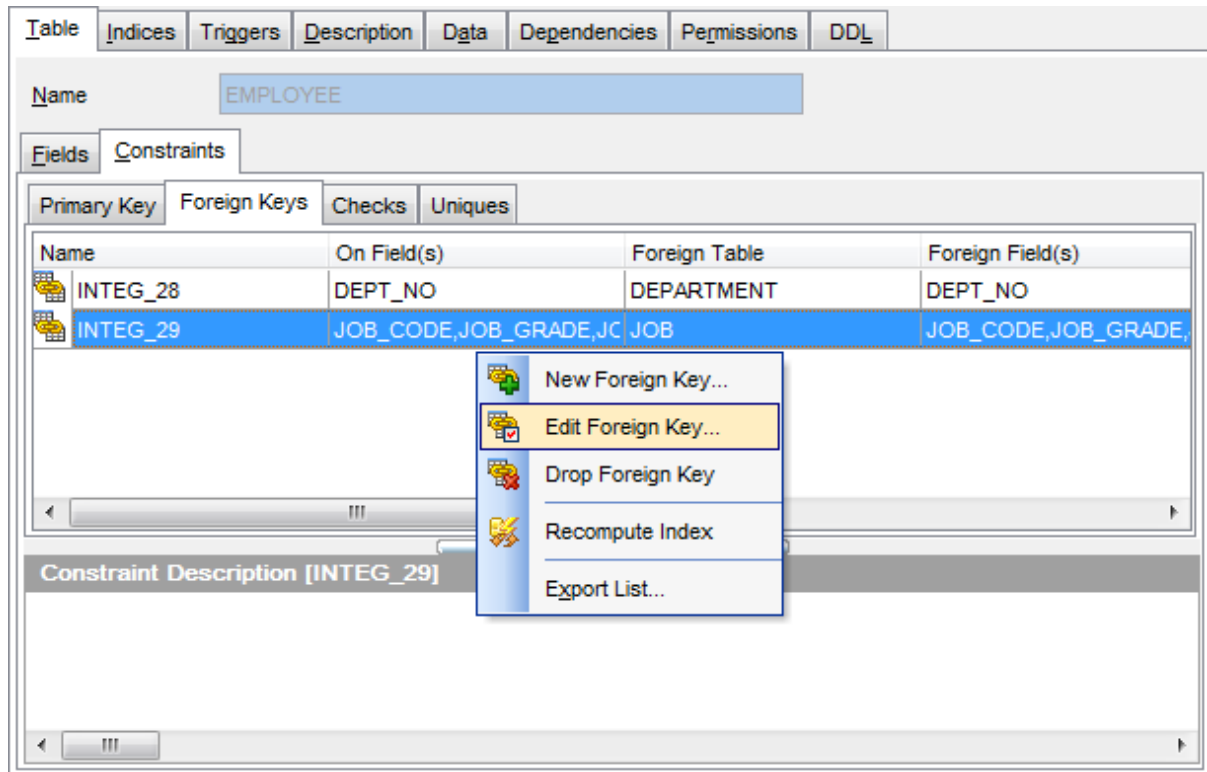 Table Indices Triggers Description Data Dependencies Permissions DDL
Name EMPLOYEE
Fields Constraints
Primary Key Foreign Keys Checks Uniques
Name On Field(s) Foreign Table Foreign Field(s)
INTEG_28 DEPT_NO DEPARTMENT DEPT_NO
INTEG_29 JOB_CODE,JOB_GRADE,JC JOB JOB_CODE,JOB_GRADE,
New Foreign Key...
Edit Foreign Key...
Drop Foreign Key
Recompute Index
Export List...
Constraint Description [INTEG_29]